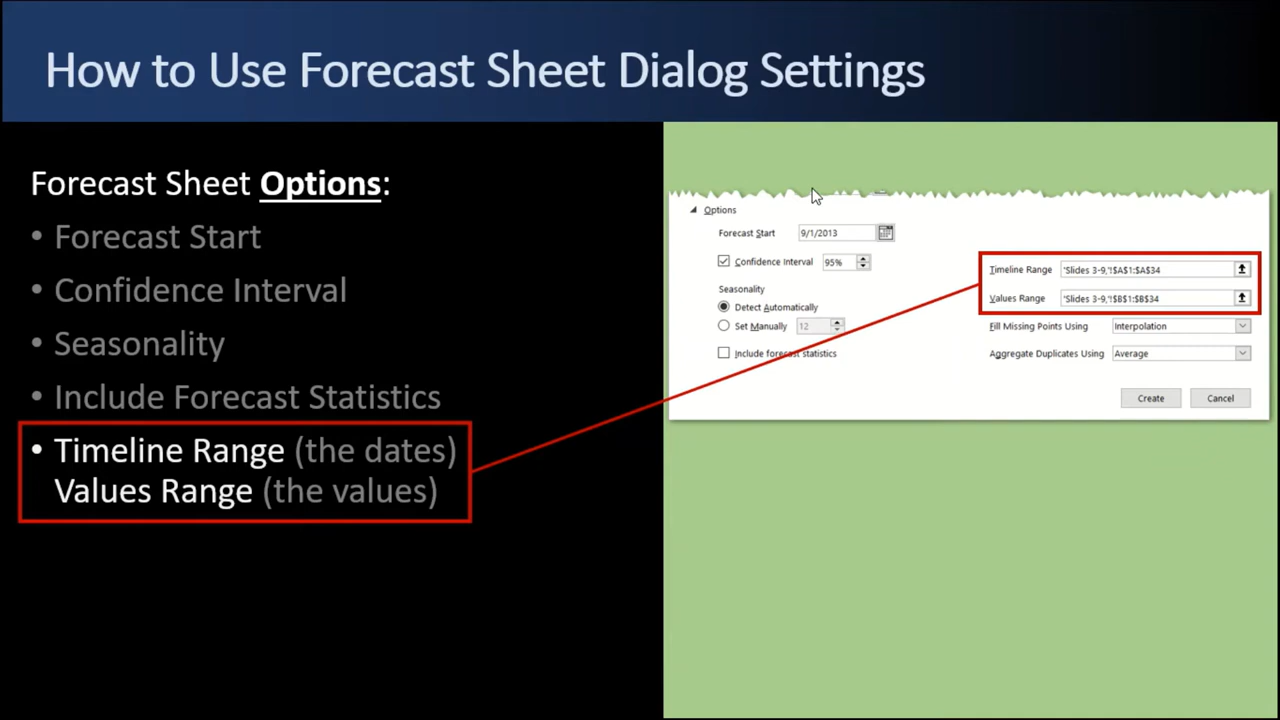 How to Use Forecast Sheet Dialog Settings
Forecast Sheet Options:
• Forecast Start
• Confidence Interval
• Seasonality
• Include Forecast Statistics
• Timeline Range (the dates)
Values Range (the values)
Options
Forecast Start 9/1/2013
Confidence Interval 95%
Seasonality
Detect Automatically
Set Manually 12
Include forecast statistics
Timeline Range 'Slides 3-9,'!$A$1:$A$34
Values Range 'Slides 3-9,'!$B$1:$B$34
Fill Missing Points Using Interpolation
Aggregate Duplicates Using Average
Create Cancel